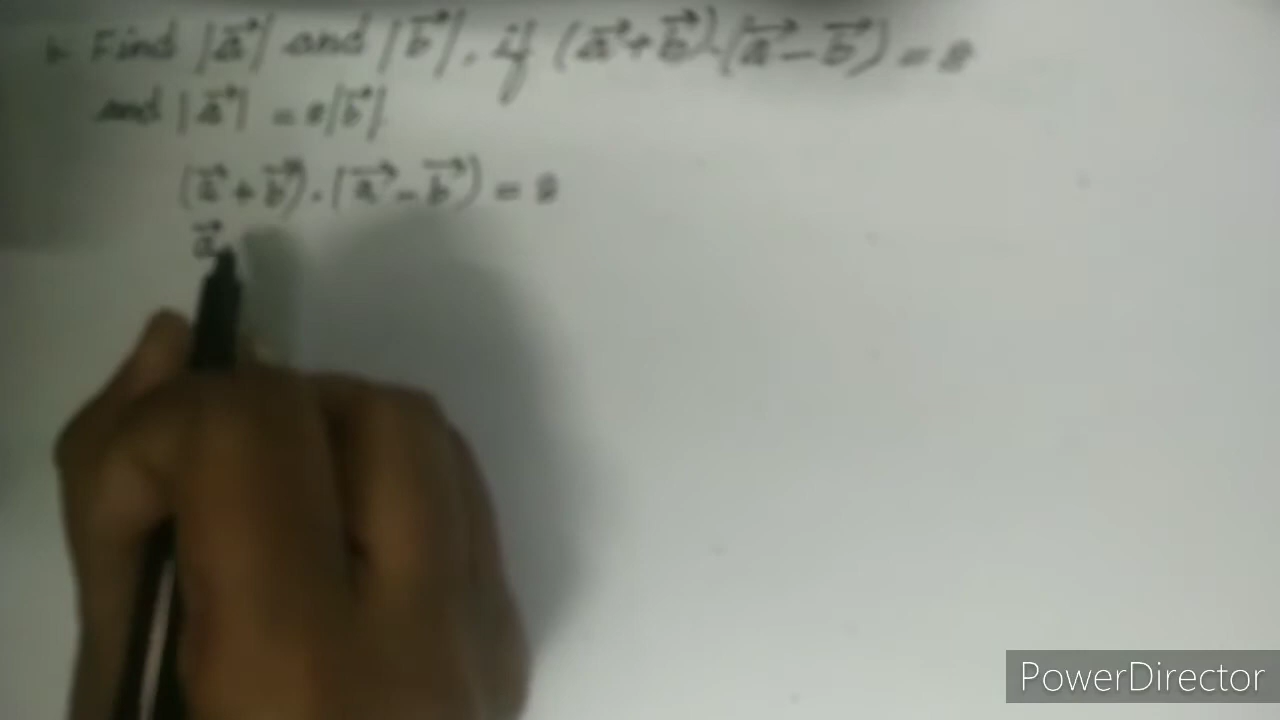 Find |a⃗| and |b⃗|, if (a⃗+b⃗).(a⃗-b⃗) = 8
and |a⃗| = 8|b⃗|
(a⃗+b⃗).(a⃗-b⃗) = 8
a⃗
PowerDirector